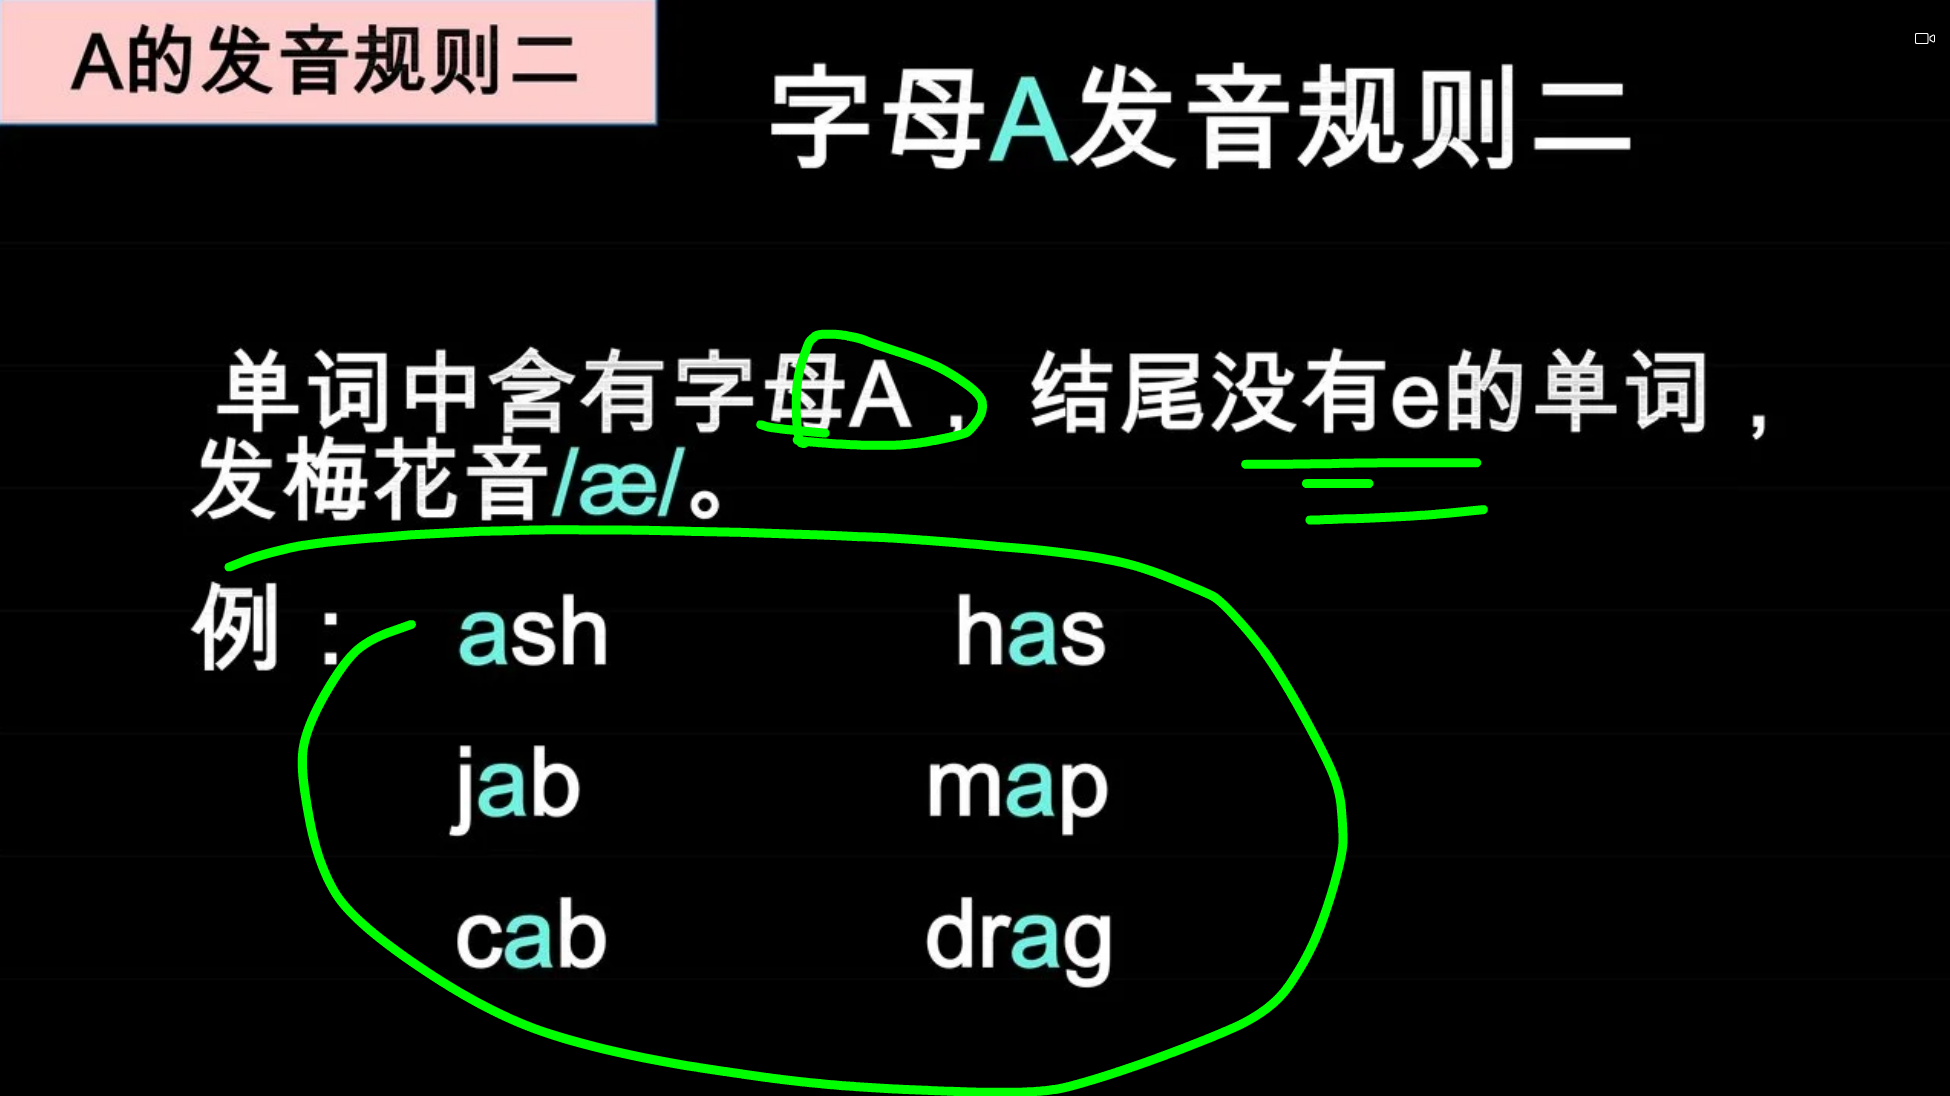 A的发音规则二
字母A发音规则二
单词中含有字母A， 结尾没有e的单词，
发梅花音/æ/。
例： ash has
jab map
cab drag